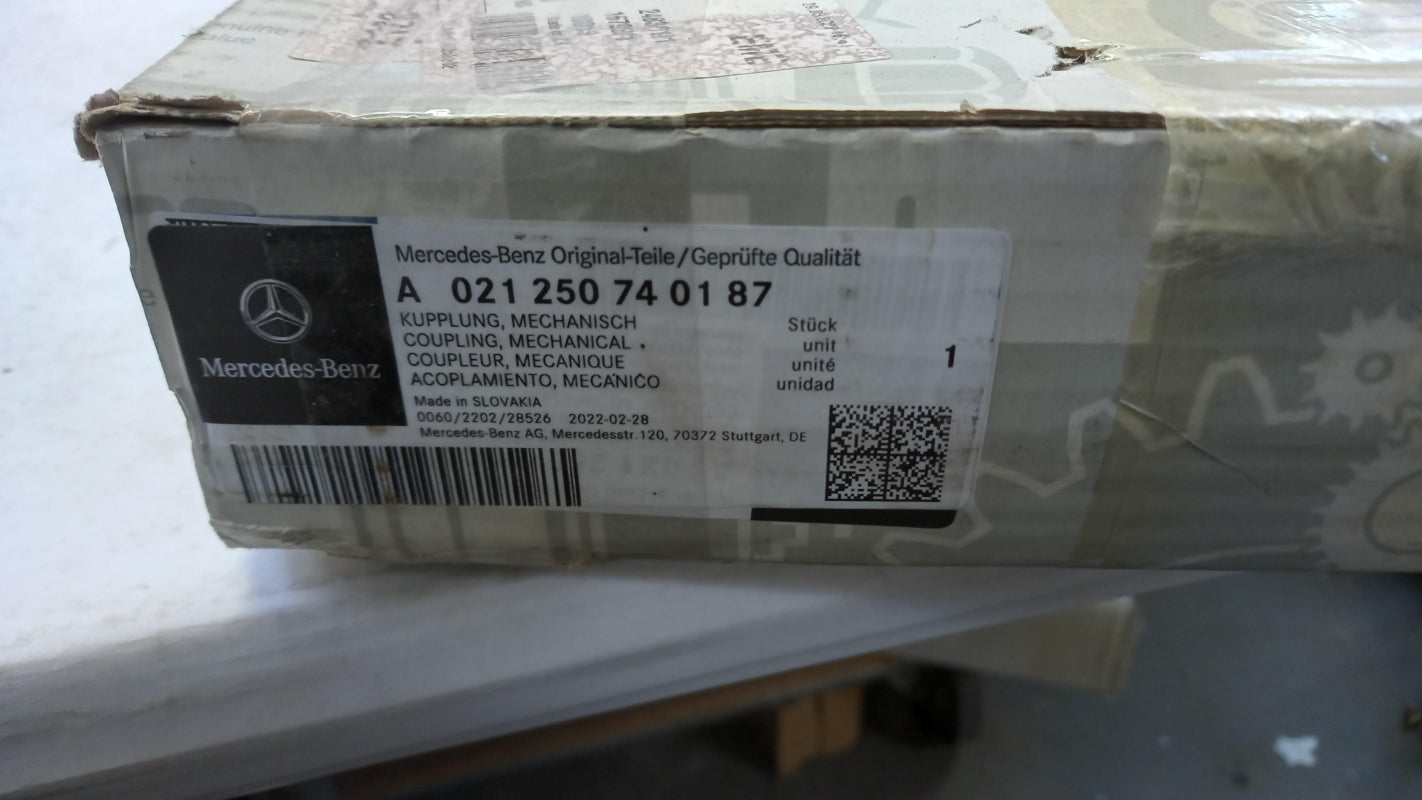 Mercedes-Benz Original-Teile/Geprüfte Qualität
A 021 250 74 01 87
KUPPLUNG, MECHANISCH
COUPLING, MECHANICAL
COUPLEUR, MECANIQUE
ACOPLAMIENTO, MECANICO
Stück
unit
unité
unidad
1
Made in SLOVAKIA
0060/2202/28526 2022-02-28
Mercedes-Benz AG, Mercedesstr.120, 70372 Stuttgart, DE
Mercedes-Benz